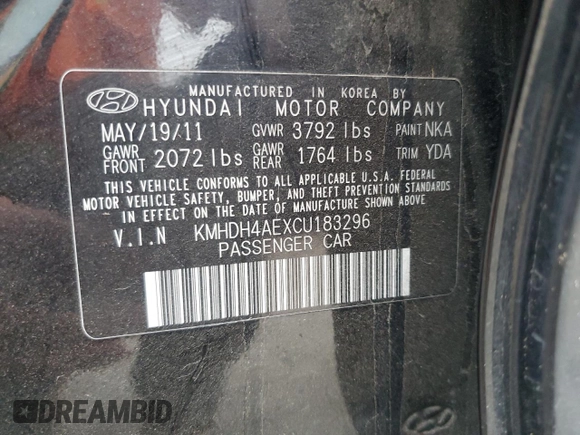 MANUFACTURED IN KOREA BY
HYUNDAI MOTOR COMPANY
MAY/19/11 GVWR 3792 lbs PAINT NKA
GAWR FRONT 2072 lbs GAWR REAR 1764 lbs TRIM YDA
THIS VEHICLE CONFORMS TO ALL APPLICABLE U.S.A. FEDERAL
MOTOR VEHICLE SAFETY, BUMPER, AND THEFT PREVENTION STANDARDS
IN EFFECT ON THE DATE OF MANUFACTURE SHOWN ABOVE
V.I.N KMHDH4AEXCU183296
PASSENGER CAR
DREAMBID